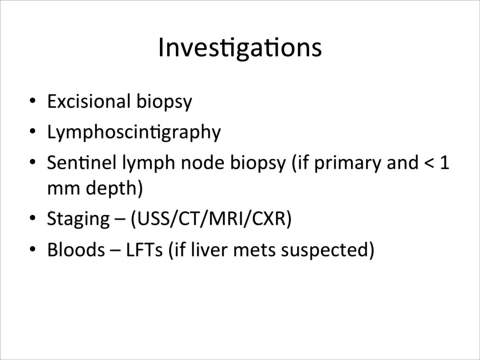 Investigations
• Excisional biopsy
• Lymphoscintigraphy
• Sentinel lymph node biopsy (if primary and < 1
mm depth)
• Staging – (USS/CT/MRI/CXR)
• Bloods – LFTs (if liver mets suspected)